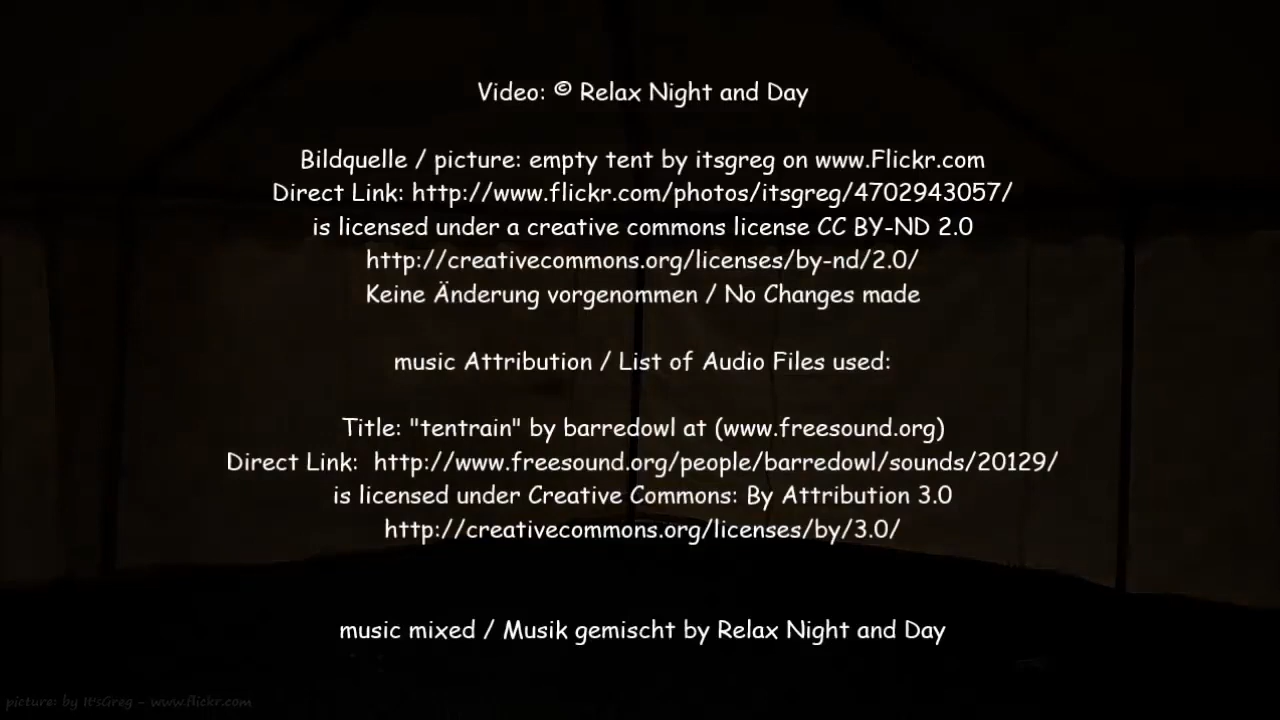 Video: © Relax Night and Day
Bildquelle / picture: empty tent by itsgreg on www.Flickr.com
Direct Link: http://www.flickr.com/photos/itsgreg/4702943057/
is licensed under a creative commons license CC BY-ND 2.0
http://creativecommons.org/licenses/by-nd/2.0/
Keine Änderung vorgenommen / No Changes made
music Attribution / List of Audio Files used:
Title: "tentrain" by barredowl at (www.freesound.org)
Direct Link:  http://www.freesound.org/people/barredowl/sounds/20129/
is licensed under Creative Commons: By Attribution 3.0
http://creativecommons.org/licenses/by/3.0/
music mixed / Musik gemischt by Relax Night and Day
picture: by It'sGreg - www.flickr.com